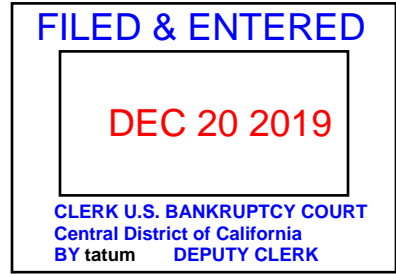 FILED & ENTERED
DEC 20 2019
CLERK U.S. BANKRUPTCY COURT
Central District of California
BY tatum DEPUTY CLERK